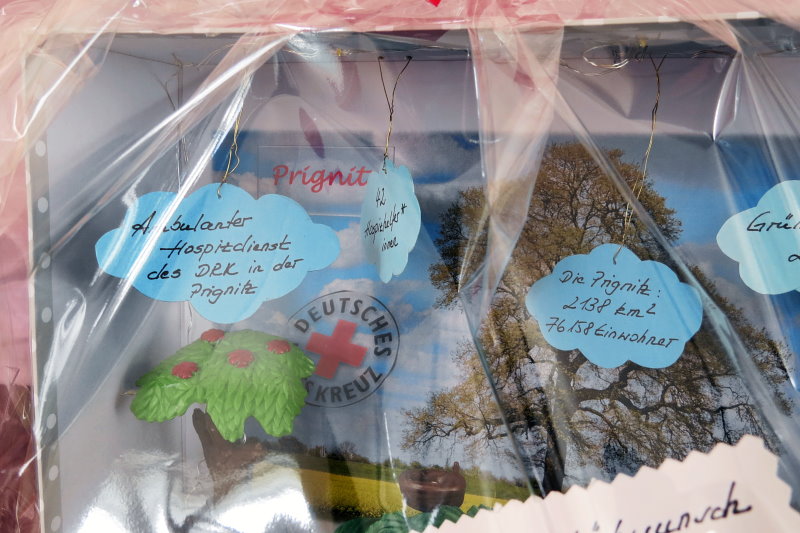 Prignit
Ambulanter
Hospizdienst
des DRK in der
Prignitz
42
Hospizhelfer*
innen
Die Prignitz:
2138 km²
76158 Einwohner
DEUTSCHES
KREUZ